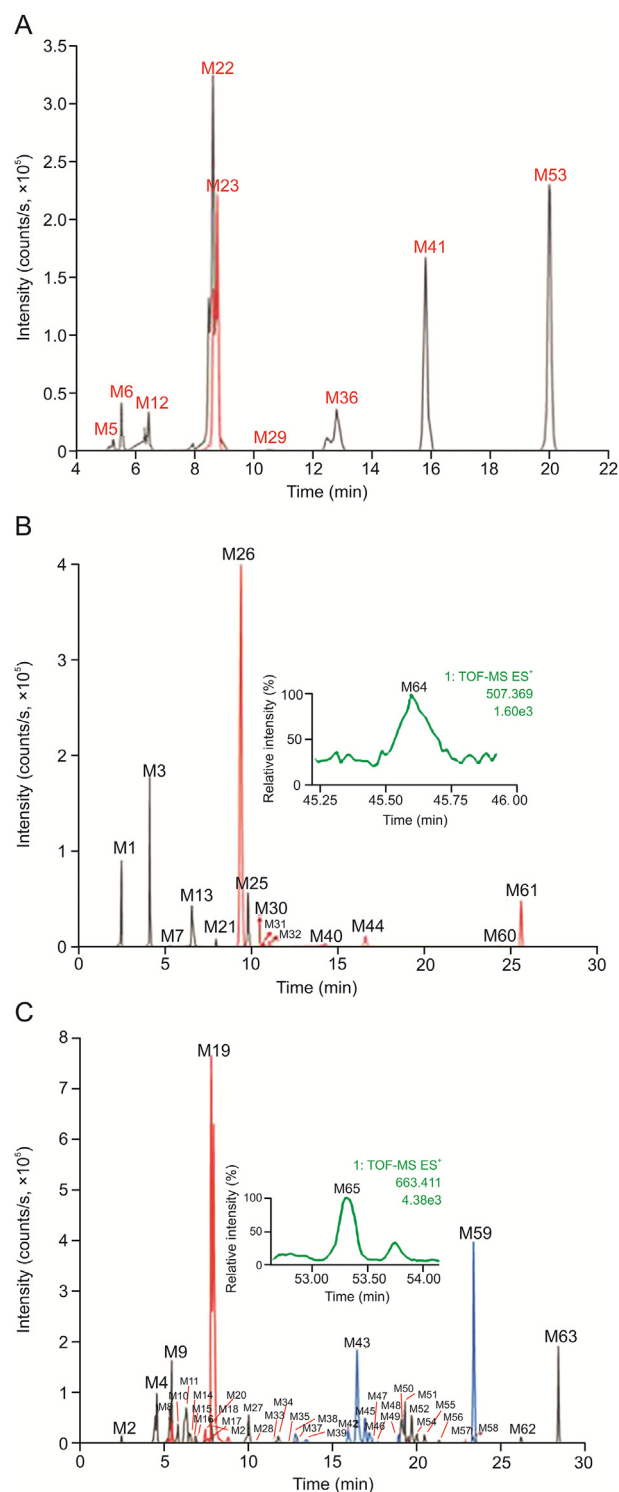 A
Intensity (counts/s, ×10⁵)
3.5
3.0
2.5
2.0
1.5
1.0
0.5
0
M22
M23
M53
M41
M6
M12
M5
M36
M29
4 6 8 10 12 14 16 18 20 22
Time (min)
B
Intensity (counts/s, ×10⁵)
4
3
2
1
0
M26
M3
M1
M13
M7
M21
M25
M30
M31
M32
M40
M44
M60
M61
1: TOF-MS ES⁺
507.369
1.60e3
M64
Relative intensity (%)
100
50
0
45.25 45.50 45.75 46.00
Time (min)
0 5 10 15 20 25 30
Time (min)
C
Intensity (counts/s, ×10⁵)
8
7
6
5
4
3
2
1
0
M19
1: TOF-MS ES⁺
663.411
4.38e3
M65
Relative intensity (%)
100
50
0
53.00 53.50 54.00
Time (min)
M59
M43
M63
M9
M4
M2
M8
M10
M11
M14
M15
M16
M20
M18
M17
M2
M27
M28
M34
M33
M35
M38
M37
M39
M42
M45
M46
M47
M48
M49
M50
M51
M52
M54
M55
M56
M57
M58
M62
0 5 10 15 20 25 30
Time (min)